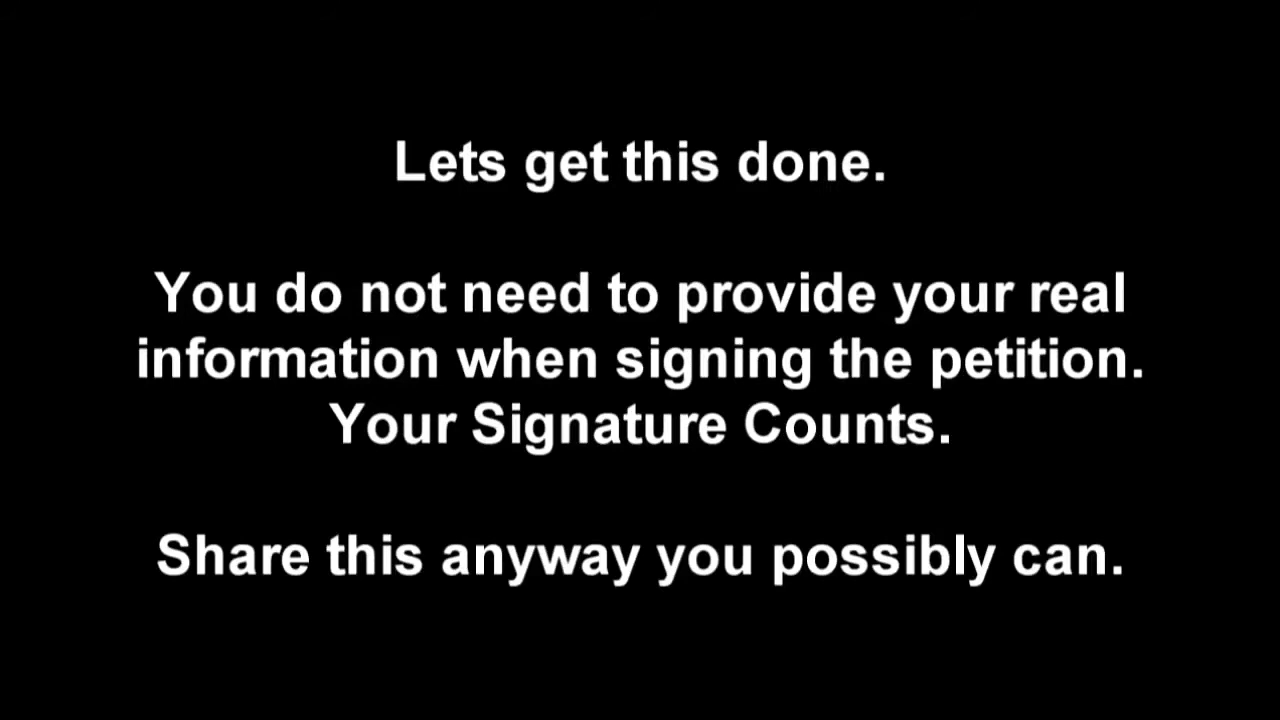 Lets get this done.
You do not need to provide your real
information when signing the petition.
Your Signature Counts.
Share this anyway you possibly can.